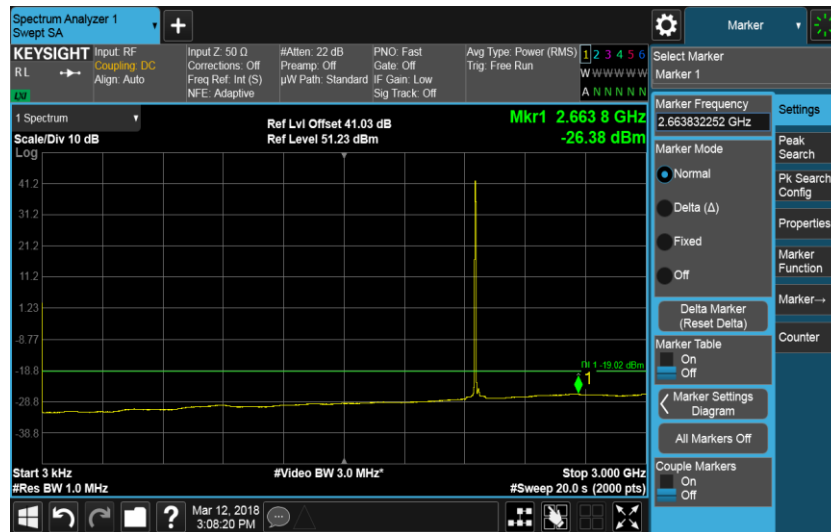 Spectrum Analyzer 1
Swept SA
Marker
KEYSIGHT
RL
LXI
Input: RF
Coupling: DC
Align: Auto
Input Z: 50 Ω
Corrections: Off
Freq Ref: Int (S)
NFE: Adaptive
#Atten: 22 dB
Preamp: Off
µW Path: Standard
PNO: Fast
Gate: Off
IF Gain: Low
Sig Track: Off
Avg Type: Power (RMS)
Trig: Free Run
1 2 3 4 5 6
W W W W W W
A N N N N N
Select Marker
Marker 1
1 Spectrum
Scale/Div 10 dB
Log
Ref Lvl Offset 41.03 dB
Ref Level 51.23 dBm
Mkr1 2.663 8 GHz
-26.38 dBm
41.2
31.2
21.2
11.2
1.23
-8.77
-18.8
-28.8
-38.8
DL1 -19.02 dBm
1
Start 3 kHz
#Res BW 1.0 MHz
#Video BW 3.0 MHz*
Stop 3.000 GHz
#Sweep 20.0 s (2000 pts)
Marker Frequency
2.663832252 GHz
Marker Mode
Normal
Delta (Δ)
Fixed
Off
Delta Marker
(Reset Delta)
Marker Table
On
Off
Marker Settings
Diagram
All Markers Off
Couple Markers
On
Off
Settings
Peak
Search
Pk Search
Config
Properties
Marker
Function
Marker→
Counter
?
Mar 12, 2018
3:08:20 PM